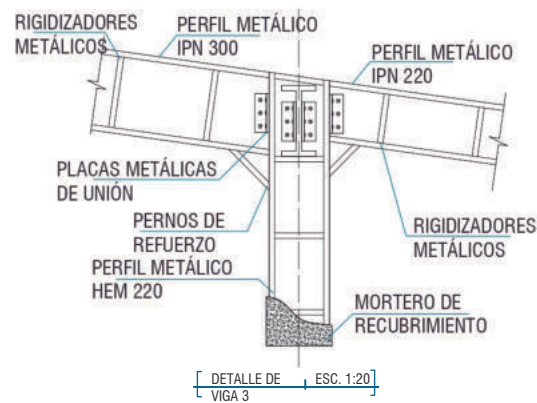 RIGIDIZADORES
METÁLICOS
PERFIL METÁLICO
IPN 300
PERFIL METÁLICO
IPN 220
PLACAS METÁLICAS
DE UNIÓN
PERNOS DE
REFUERZO
PERFIL METÁLICO
HEM 220
RIGIDIZADORES
METÁLICOS
MORTERO DE
RECUBRIMIENTO
DETALLE DE
VIGA 3
ESC. 1:20